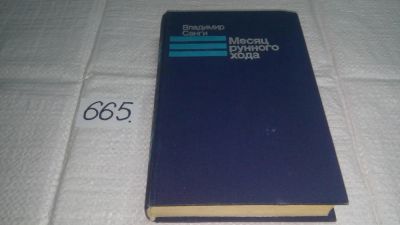 665.
Владимир
Санги
Месяц
рунного
хода